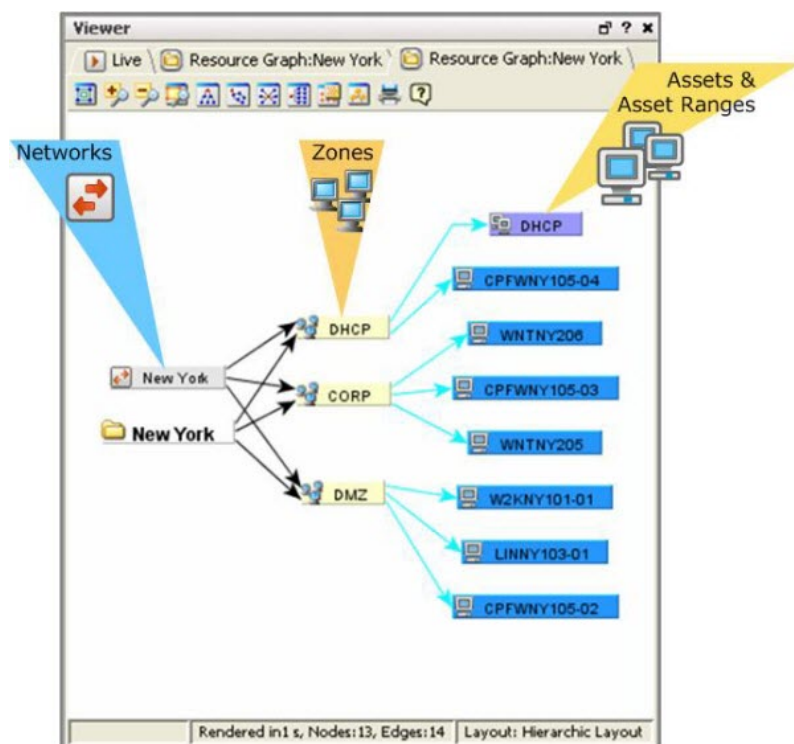 Viewer
Live
Resource Graph:New York
Resource Graph:New York
Assets &
Asset Ranges
Networks
Zones
DHCP
CPFWNY105-04
DHCP
WNTNY206
New York
CPFWNY105-03
CORP
New York
WNTNY205
DMZ
W2KNY101-01
LINNY103-01
CPFWNY105-02
Rendered in1 s, Nodes:13, Edges:14
Layout: Hierarchic Layout